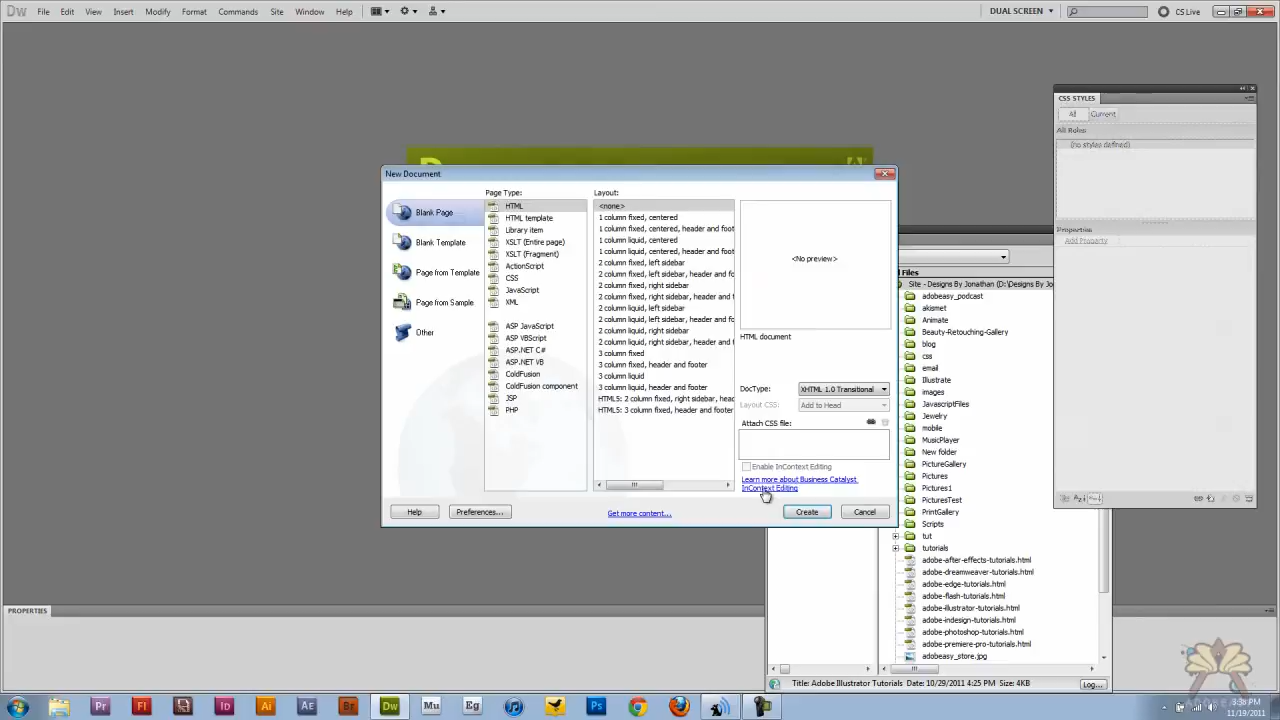 Dw File Edit View Insert Modify Format Commands Site Window Help DUAL SCREEN CS Live
CSS STYLES
All Current
All Rules
(no styles defined)
Properties
Add Property
New Document
Blank Page
Blank Template
Page from Template
Page from Sample
Other
Page Type:
HTML
HTML template
Library item
XSLT (Entire page)
XSLT (Fragment)
ActionScript
CSS
JavaScript
XML
ASP JavaScript
ASP VBScript
ASP.NET C#
ASP.NET VB
ColdFusion
ColdFusion component
JSP
PHP
Layout:
<none>
1 column fixed, centered
1 column fixed, centered, header and foot
1 column liquid, centered
1 column liquid, centered, header and foot
2 column fixed, left sidebar
2 column fixed, left sidebar, header and f
2 column fixed, right sidebar
2 column fixed, right sidebar, header and
2 column liquid, left sidebar
2 column liquid, left sidebar, header and f
2 column liquid, right sidebar
2 column liquid, right sidebar, header and
3 column fixed
3 column fixed, header and footer
3 column liquid
3 column liquid, header and footer
HTML5: 2 column fixed, right sidebar, head
HTML5: 3 column fixed, header and footer
<No preview>
HTML document
DocType: XHTML 1.0 Transitional
Layout CSS: Add to Head
Attach CSS file:
Enable InContext Editing
Learn more about Business Catalyst
InContext Editing
Help Preferences... Get more content... Create Cancel
Files
Site - Designs By Jonathan (D:\Designs By Jo
adobeasy_podcast
akismet
Animate
Beauty-Retouching-Gallery
blog
css
email
Illustrate
images
JavascriptFiles
Jewelry
mobile
MusicPlayer
New folder
PictureGallery
Pictures
Pictures1
PicturesTest
PrintGallery
Scripts
tut
tutorials
adobe-after-effects-tutorials.html
adobe-dreamweaver-tutorials.html
adobe-edge-tutorials.html
adobe-flash-tutorials.html
adobe-illustrator-tutorials.html
adobe-indesign-tutorials.html
adobe-photoshop-tutorials.html
adobe-premiere-pro-tutorials.html
adobeasy_store.jpg
Title: Adobe Illustrator Tutorials Date: 10/29/2011 4:25 PM Size: 4KB Log...
PROPERTIES
Pr Fl Id Ai Ae Br Dw Mu Eg Ps
3:38 PM
11/19/2011